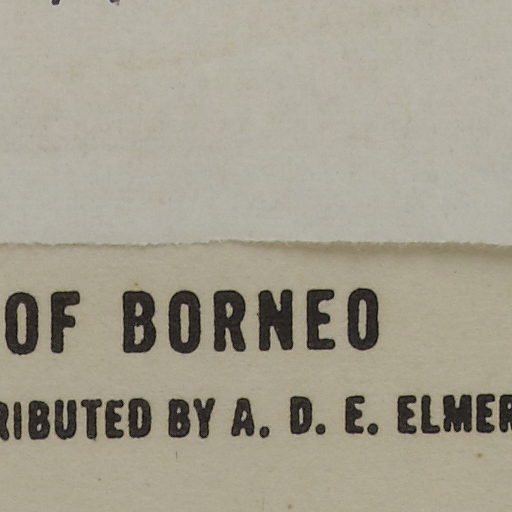 OF BORNEO
RIBUTED BY A. D. E. ELMER